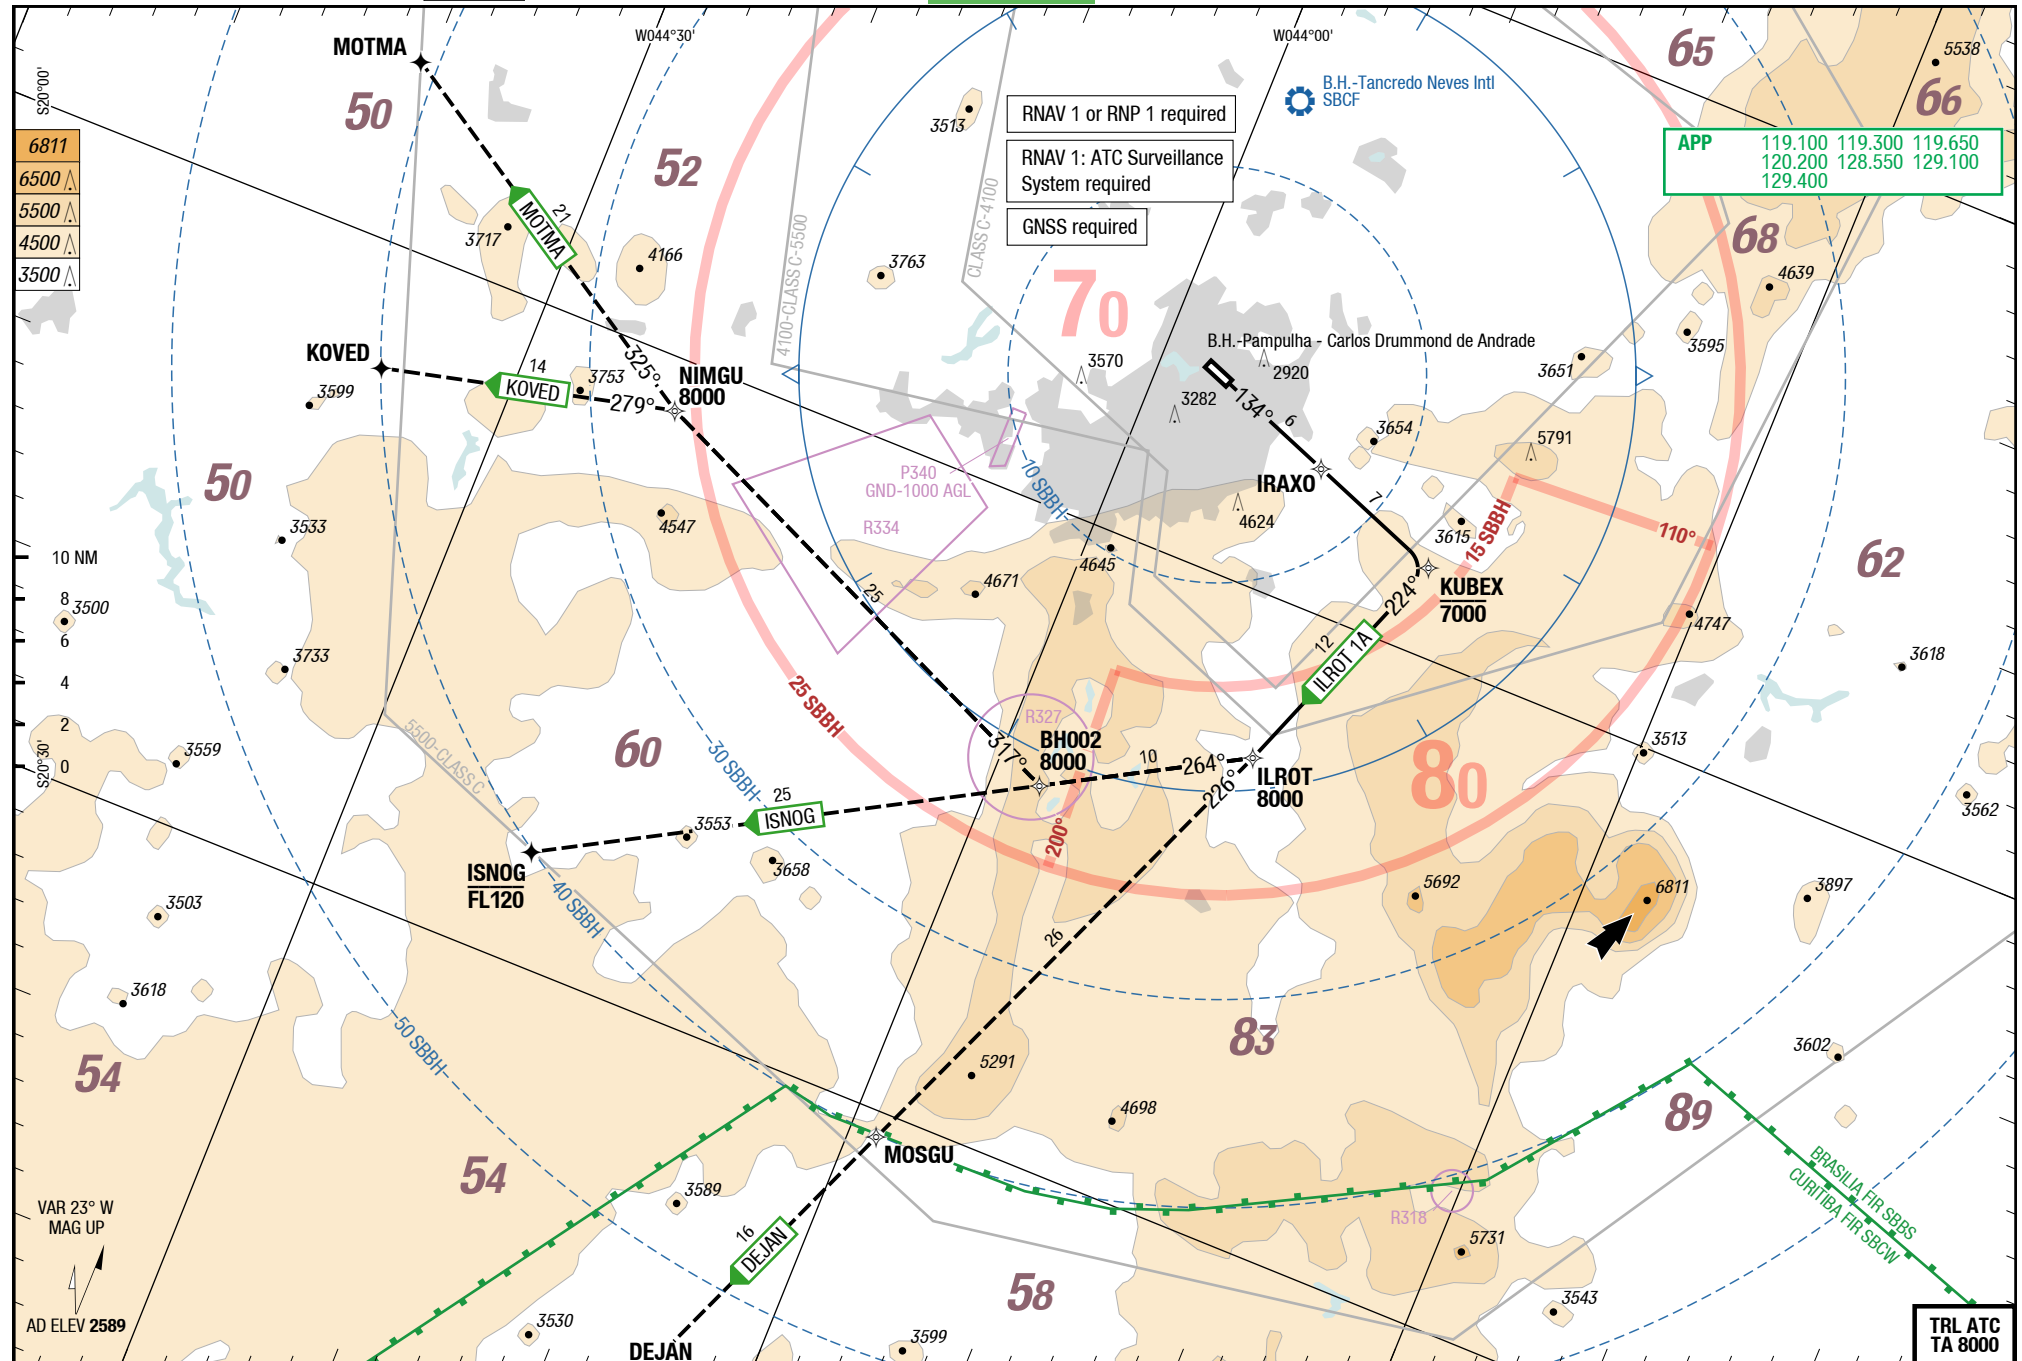 MOTMA
W044°30'
W044°00'
S20°00'
50
52
65
5538
66
B.H.-Tancredo Neves Intl
SBCF
RNAV 1 or RNP 1 required
RNAV 1: ATC Surveillance
System required
GNSS required
3513
APP
119.100 119.300 119.650
120.200 128.550 129.100
129.400
6811
6500
5500
4500
3500
21
MOTMA
3717
4166
3763
4100-CLASS C-5500
CLASS C-4100
70
68
4639
3595
3651
B.H.-Pampulha - Carlos Drummond de Andrade
2920
3570
3282
KOVED
14
KOVED
3753
279°
325°
NIMGU
8000
3599
134°
6
3654
5791
IRAXO
7
50
P340
GND-1000 AGL
R334
10 SBBH
4624
4645
4671
4547
3533
3615
15 SBBH
110°
62
KUBEX
7000
224°
12
ILROT 1A
4747
3618
10 NM
8
6
4
2
0
3500
3733
3559
S20°30'
25
25 SBBH
R327
BH002
8000
317°
10
264°
226°
ILROT
8000
80
3513
3562
5500-CLASS C
60
30 SBBH
25
ISNOG
3553
3658
200°
ISNOG
FL120
40 SBBH
3503
3618
26
5692
6811
3897
50 SBBH
54
83
5291
4698
3602
89
MOSGU
54
3589
R318
5731
BRASILIA FIR SBBS
CURITIBA FIR SBCW
VAR 23° W
MAG UP
AD ELEV 2589
16
DEJAN
58
3530
3599
3543
DEJAN
TRL ATC
TA 8000